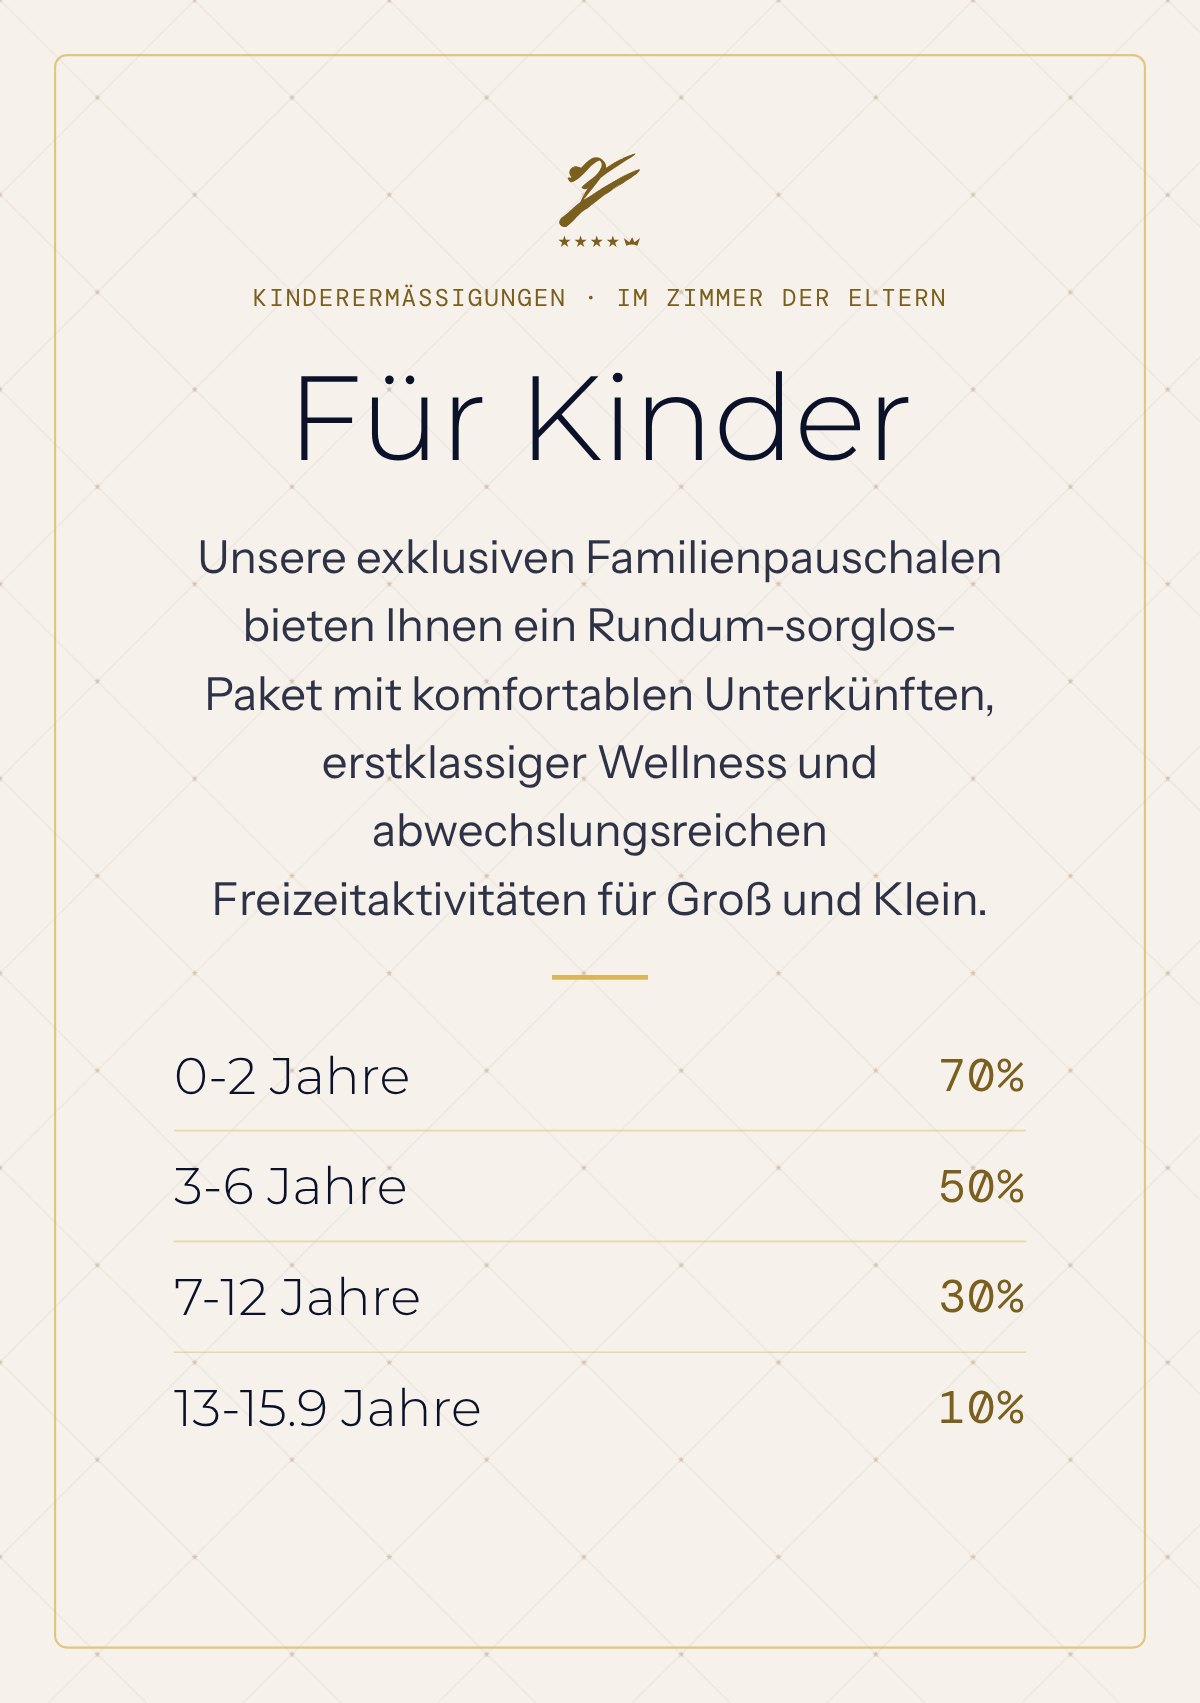 KINDERERMÄSSIGUNGEN · IM ZIMMER DER ELTERN
Für Kinder
Unsere exklusiven Familienpauschalen
bieten Ihnen ein Rundum-sorglos-
Paket mit komfortablen Unterkünften,
erstklassiger Wellness und
abwechslungsreichen
Freizeitaktivitäten für Groß und Klein.
0-2 Jahre 70%
3-6 Jahre 50%
7-12 Jahre 30%
13-15.9 Jahre 10%